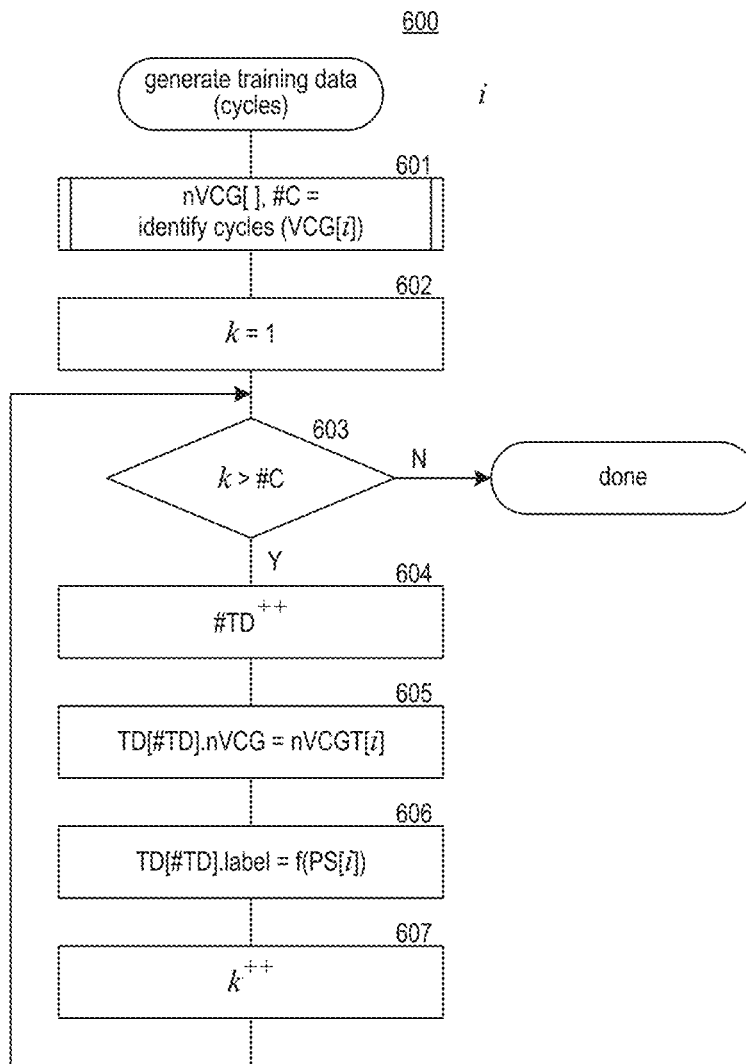 600
generate training data
(cycles)
i
601
nVCG[ ], #C =
identify cycles (VCG[i])
602
k = 1
603
k > #C
N
done
Y
604
#TD++
605
TD[#TD].nVCG = nVCGT[i]
606
TD[#TD].label = f(PS[i])
607
k++